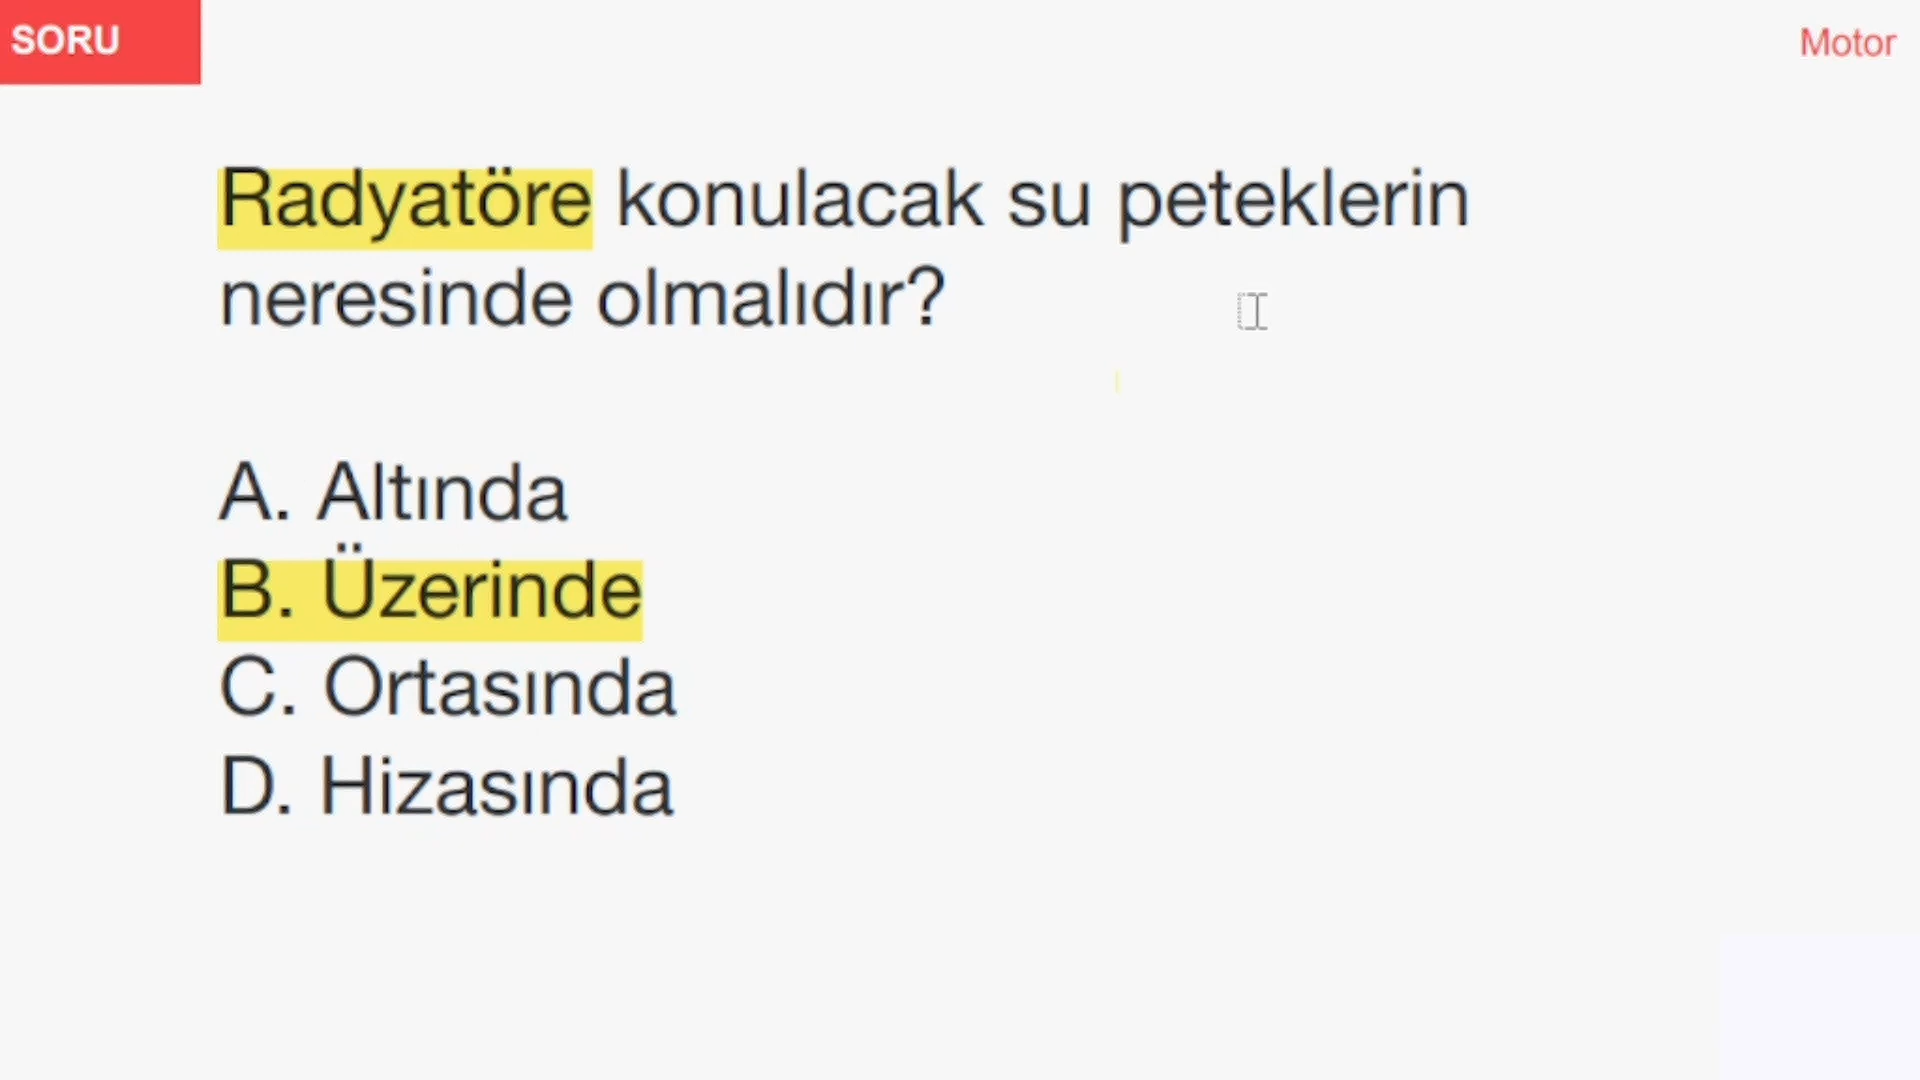 SORU
Motor
Radyatöre konulacak su peteklerin
neresinde olmalıdır?
A. Altında
B. Üzerinde
C. Ortasında
D. Hizasında